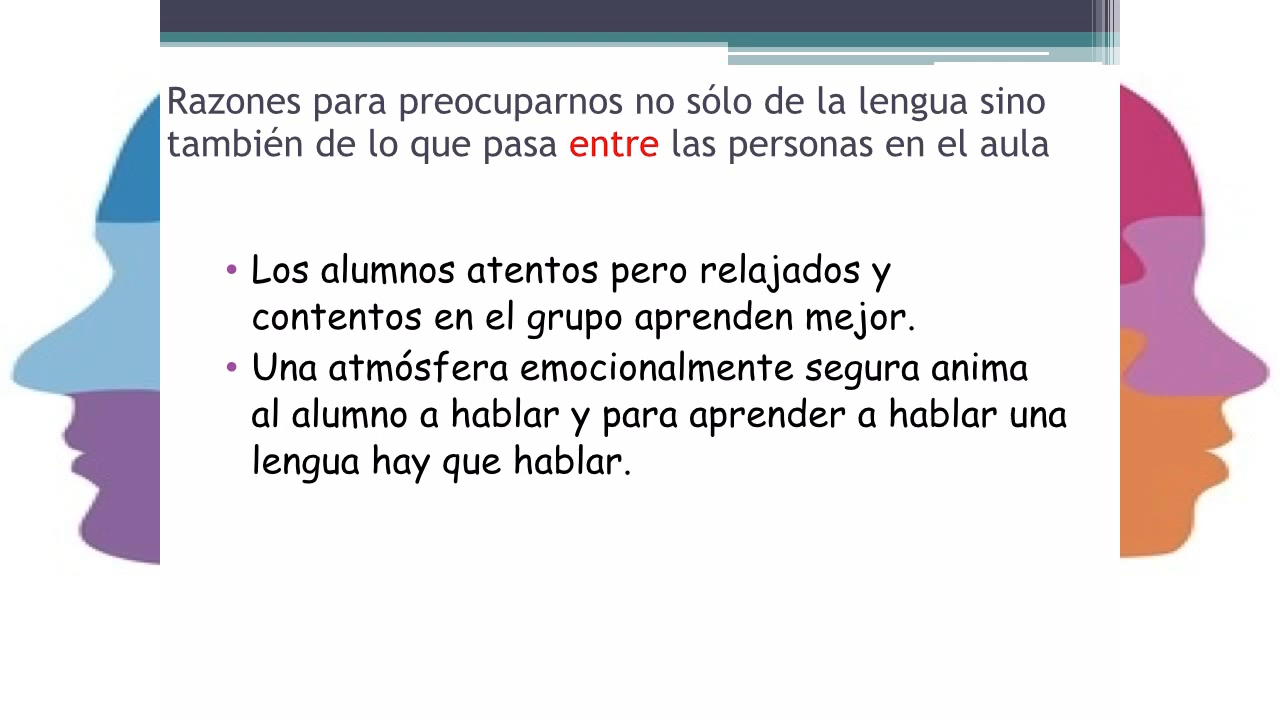 Razones para preocuparnos no sólo de la lengua sino
también de lo que pasa entre las personas en el aula
• Los alumnos atentos pero relajados y
contentos en el grupo aprenden mejor.
• Una atmósfera emocionalmente segura anima
al alumno a hablar y para aprender a hablar una
lengua hay que hablar.